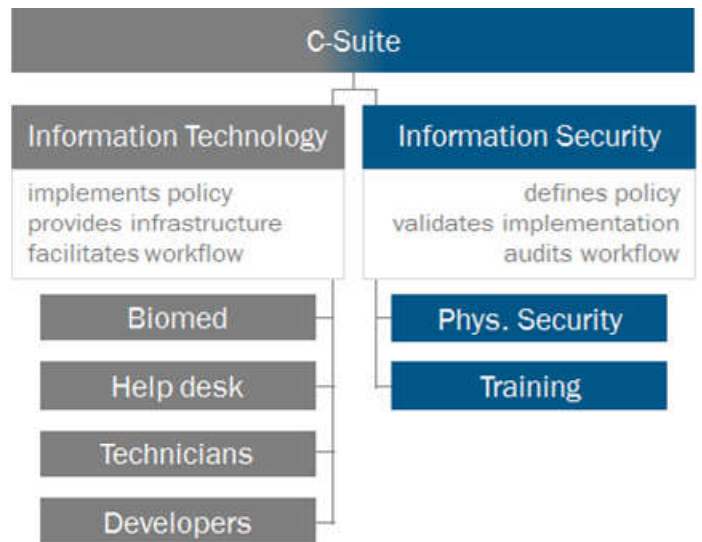 C-Suite
Information Technology
implements policy
provides infrastructure
facilitates workflow
Biomed
Help desk
Technicians
Developers
Information Security
defines policy
validates implementation
audits workflow
Phys. Security
Training